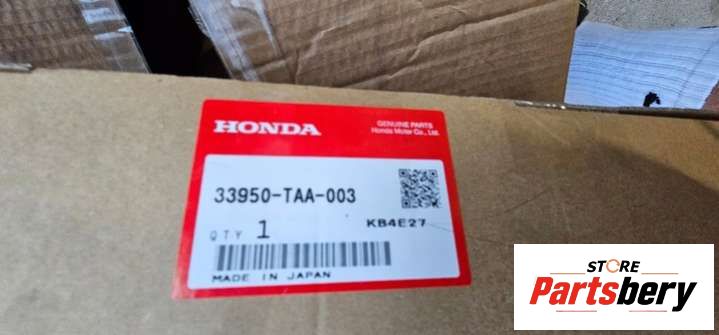 HONDA
GENUINE PARTS
Honda Motor Co., Ltd.
33950-TAA-003
QTY 1
KB4E27
MADE IN JAPAN
STORE
Partsbery